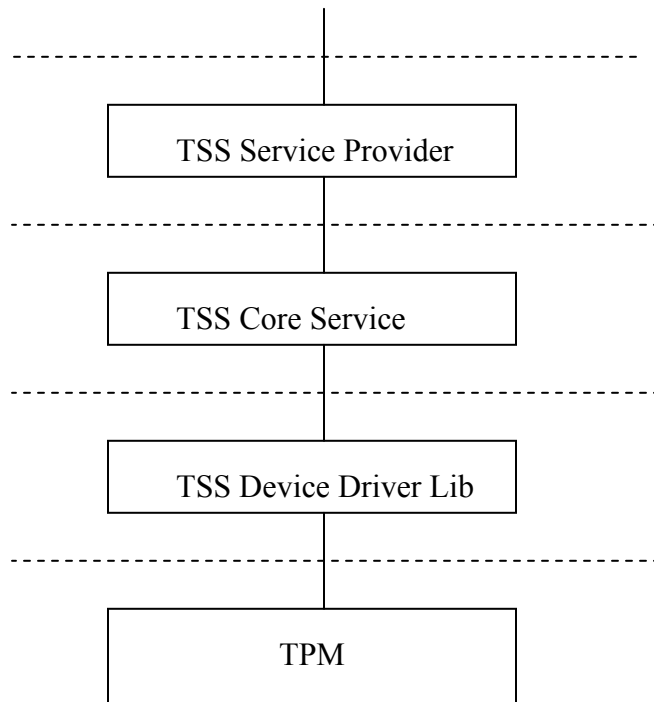 TSS Service Provider
TSS Core Service
TSS Device Driver Lib
TPM